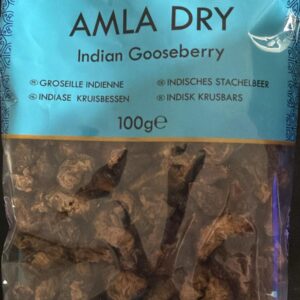 AMLA DRY
Indian Gooseberry
GROSEILLE INDIENNE
INDISCHES STACHELBEER
INDIASE KRUISBESSEN
INDISK KRUSBARS
100g℮